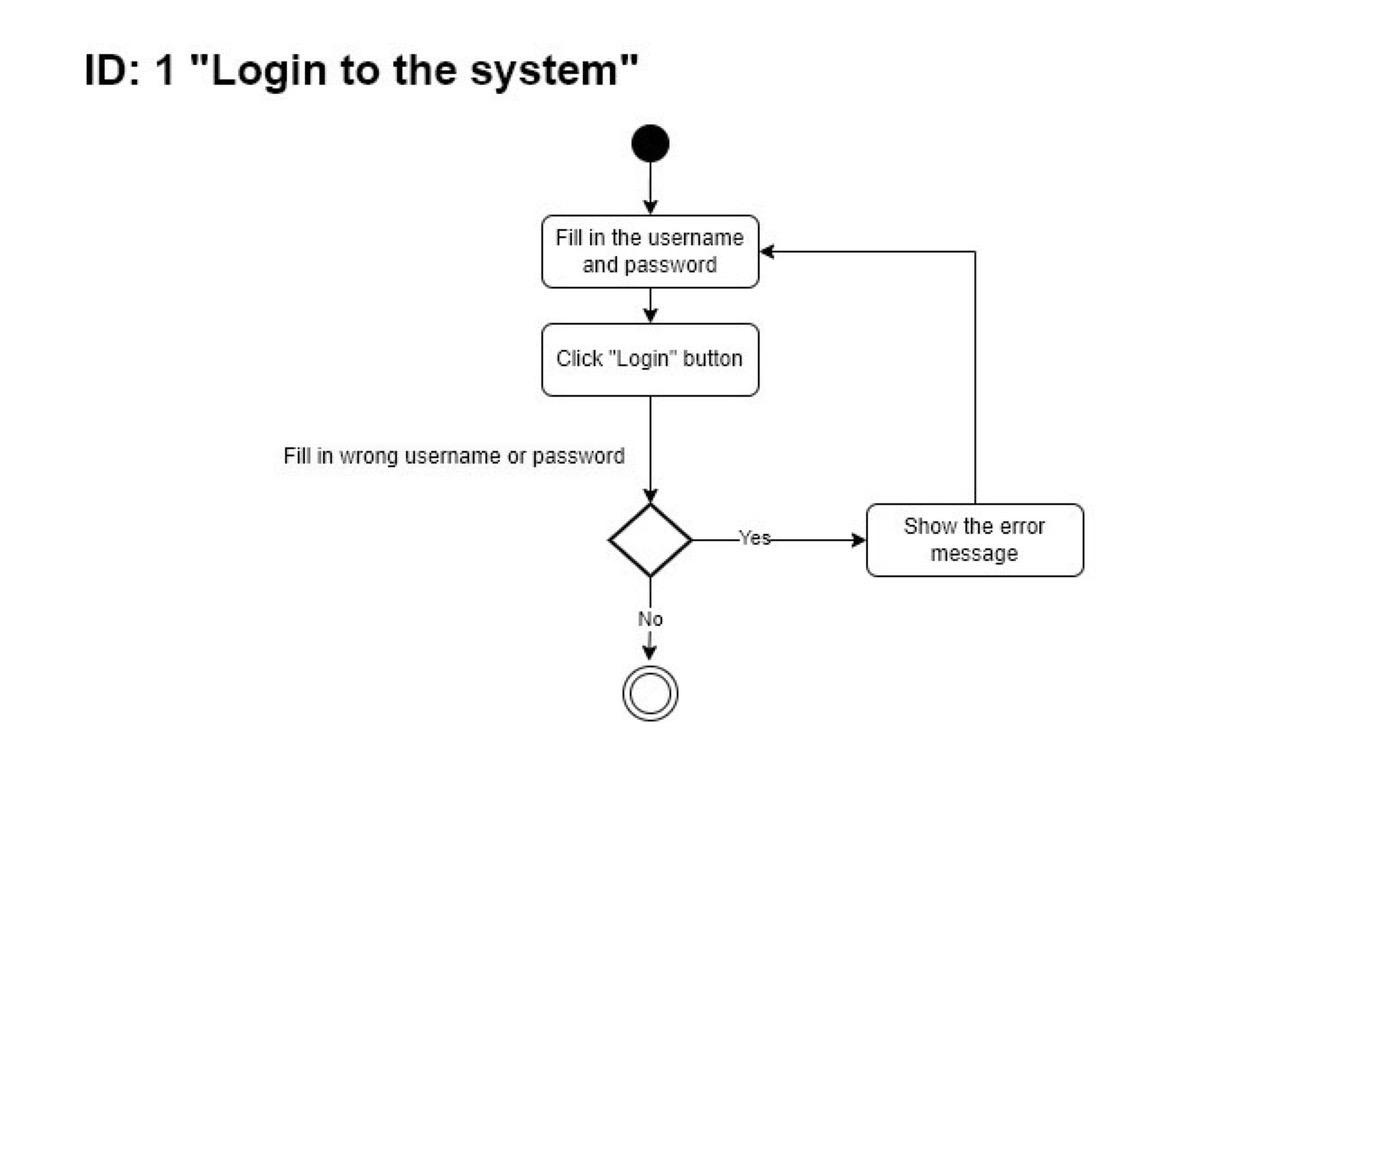 ID: 1 "Login to the system"
Fill in the username
and password
Click "Login" button
Fill in wrong username or password
Yes
Show the error
message
No